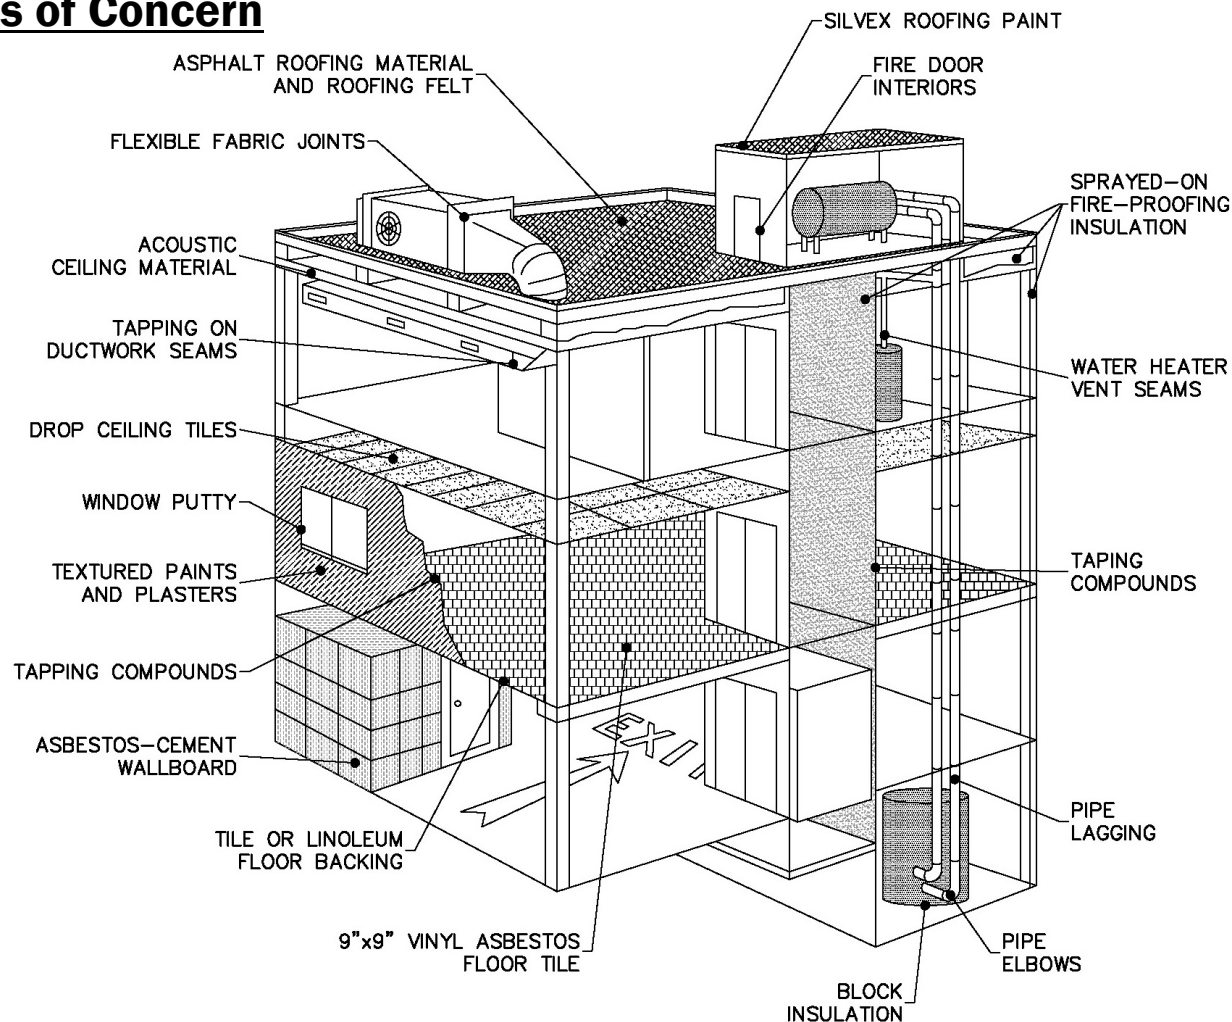 s of Concern
SILVEX ROOFING PAINT
ASPHALT ROOFING MATERIAL
AND ROOFING FELT
FIRE DOOR
INTERIORS
FLEXIBLE FABRIC JOINTS
SPRAYED-ON
FIRE-PROOFING
INSULATION
ACOUSTIC
CEILING MATERIAL
TAPPING ON
DUCTWORK SEAMS
WATER HEATER
VENT SEAMS
DROP CEILING TILES
WINDOW PUTTY
TEXTURED PAINTS
AND PLASTERS
TAPING
COMPOUNDS
TAPPING COMPOUNDS
EXIT
ASBESTOS-CEMENT
WALLBOARD
PIPE
LAGGING
TILE OR LINOLEUM
FLOOR BACKING
9"x9" VINYL ASBESTOS
FLOOR TILE
PIPE
ELBOWS
BLOCK
INSULATION